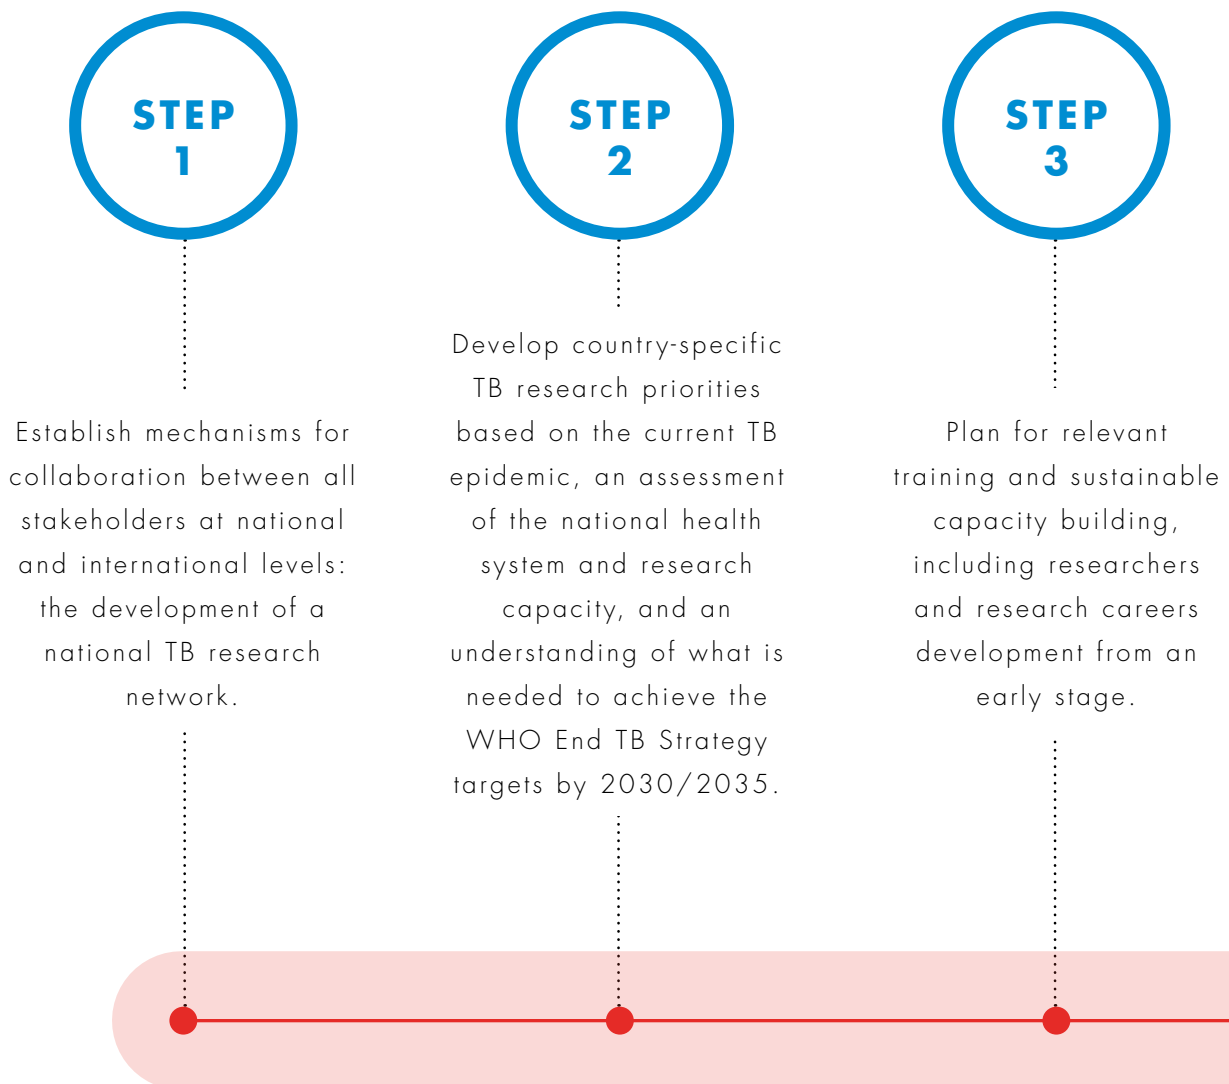 STEP
1
Establish mechanisms for
collaboration between all
stakeholders at national
and international levels:
the development of a
national TB research
network.
STEP
2
Develop country-specific
TB research priorities
based on the current TB
epidemic, an assessment
of the national health
system and research
capacity, and an
understanding of what is
needed to achieve the
WHO End TB Strategy
targets by 2030/2035.
STEP
3
Plan for relevant
training and sustainable
capacity building,
including researchers
and research careers
development from an
early stage.